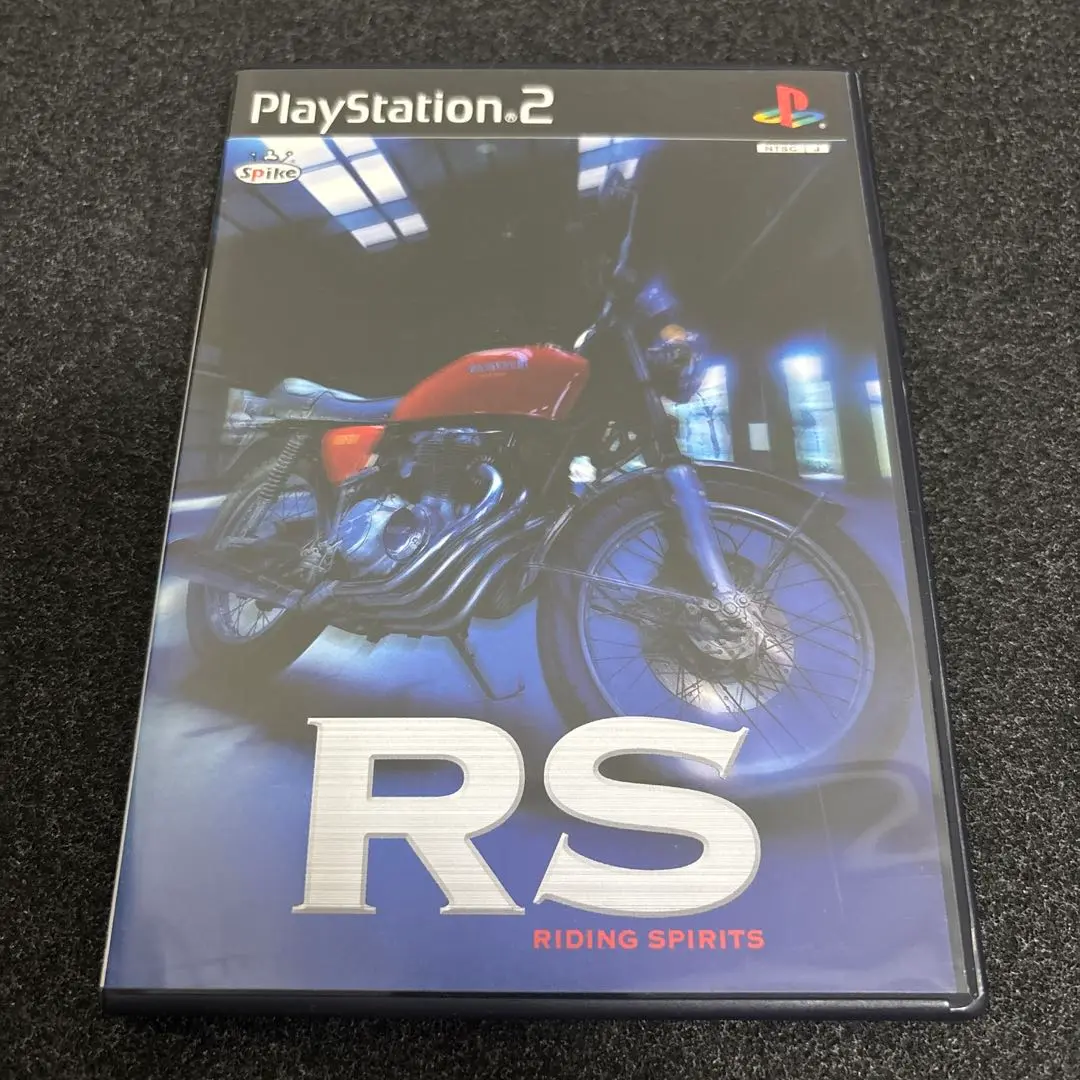 PlayStation®2
NTSC J
Spike
RS
RIDING SPIRITS